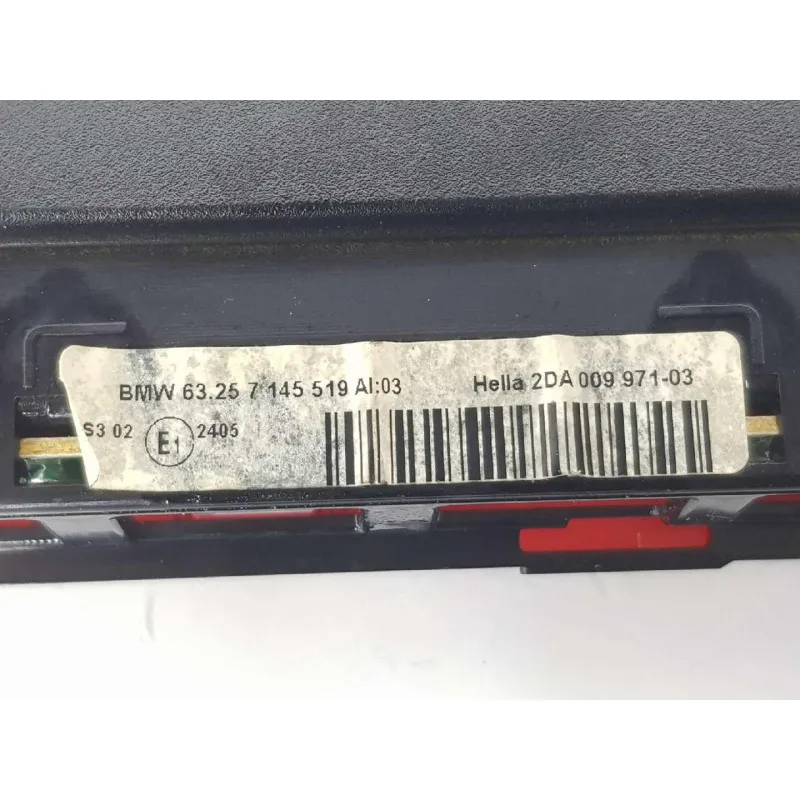 BMW 63.25 7 145 519 AI:03 Hella 2DA 009 971-03
S3 02 E1 2405